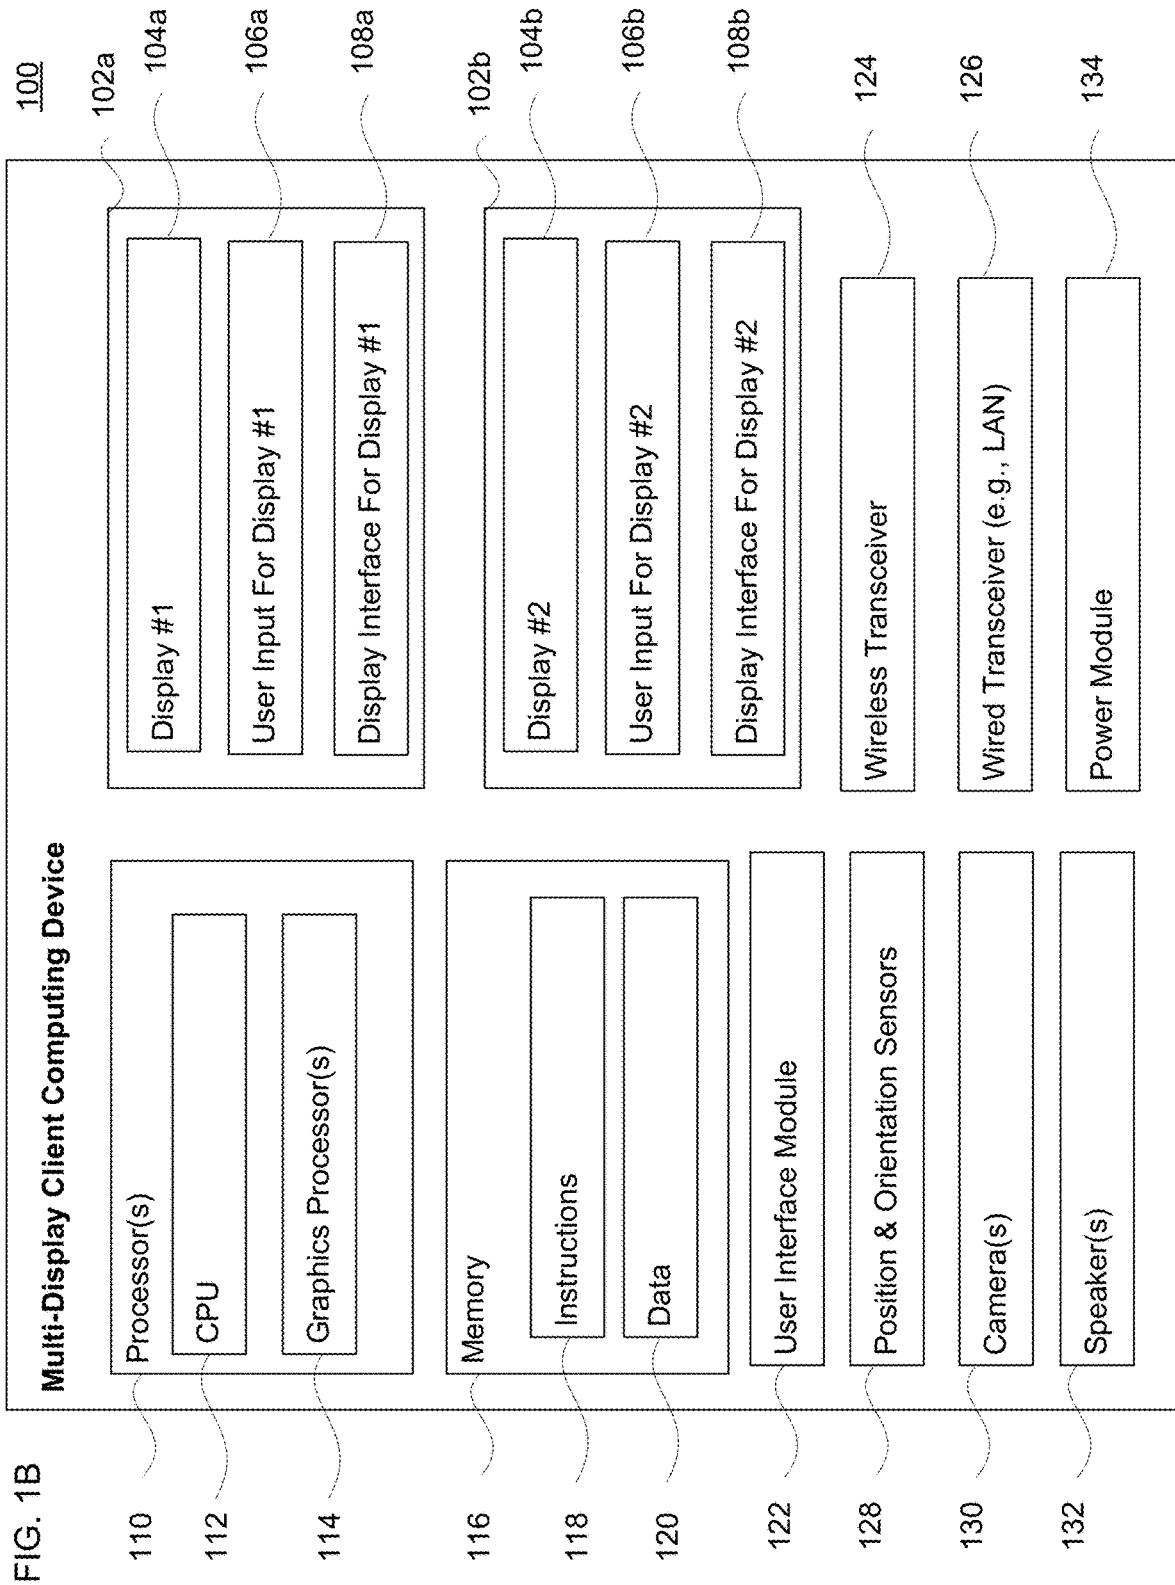 FIG. 1B
100
Multi-Display Client Computing Device
110
Processor(s)
112
CPU
114
Graphics Processor(s)
116
Memory
118
Instructions
120
Data
122
User Interface Module
128
Position & Orientation Sensors
130
Camera(s)
132
Speaker(s)
102a
Display #1
104a
User Input For Display #1
106a
Display Interface For Display #1
108a
102b
Display #2
104b
User Input For Display #2
106b
Display Interface For Display #2
108b
Wireless Transceiver
124
Wired Transceiver (e.g., LAN)
126
Power Module
134